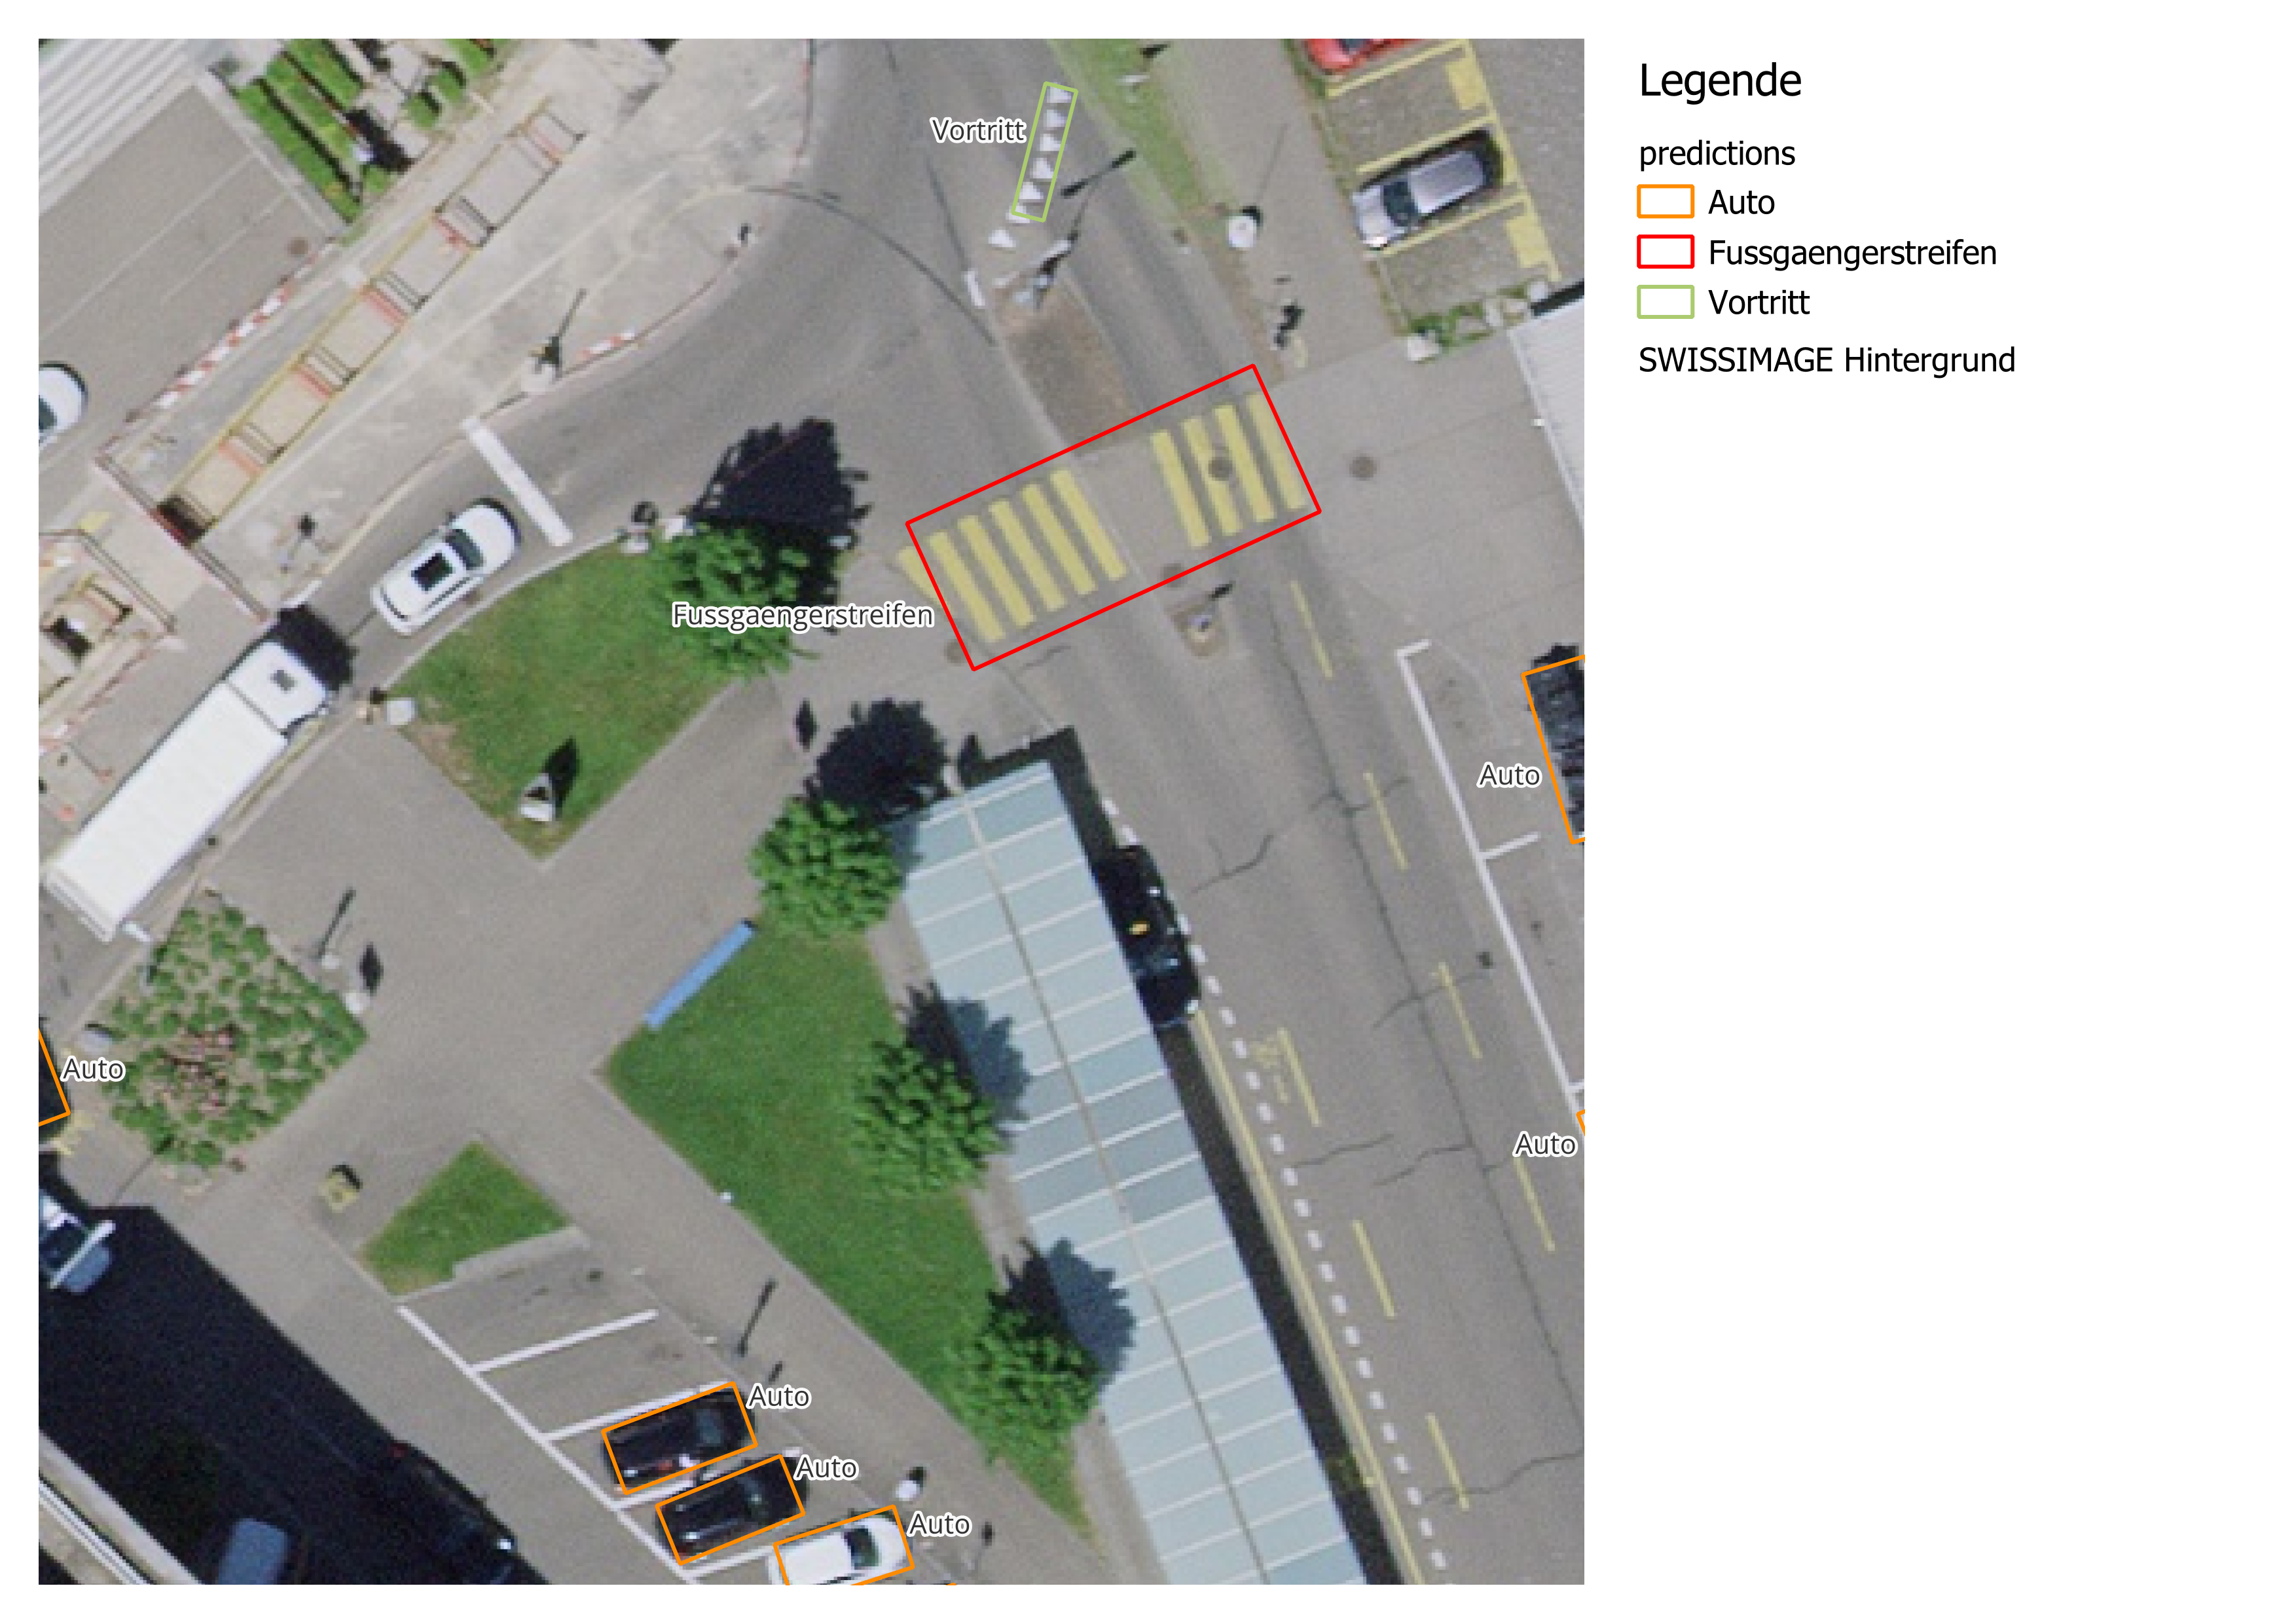 Legende
predictions
Auto
Fussgaengerstreifen
Vortritt
SWISSIMAGE Hintergrund
Vortritt
Fussgaengerstreifen
Auto
Auto
Auto
Auto
Auto
Auto